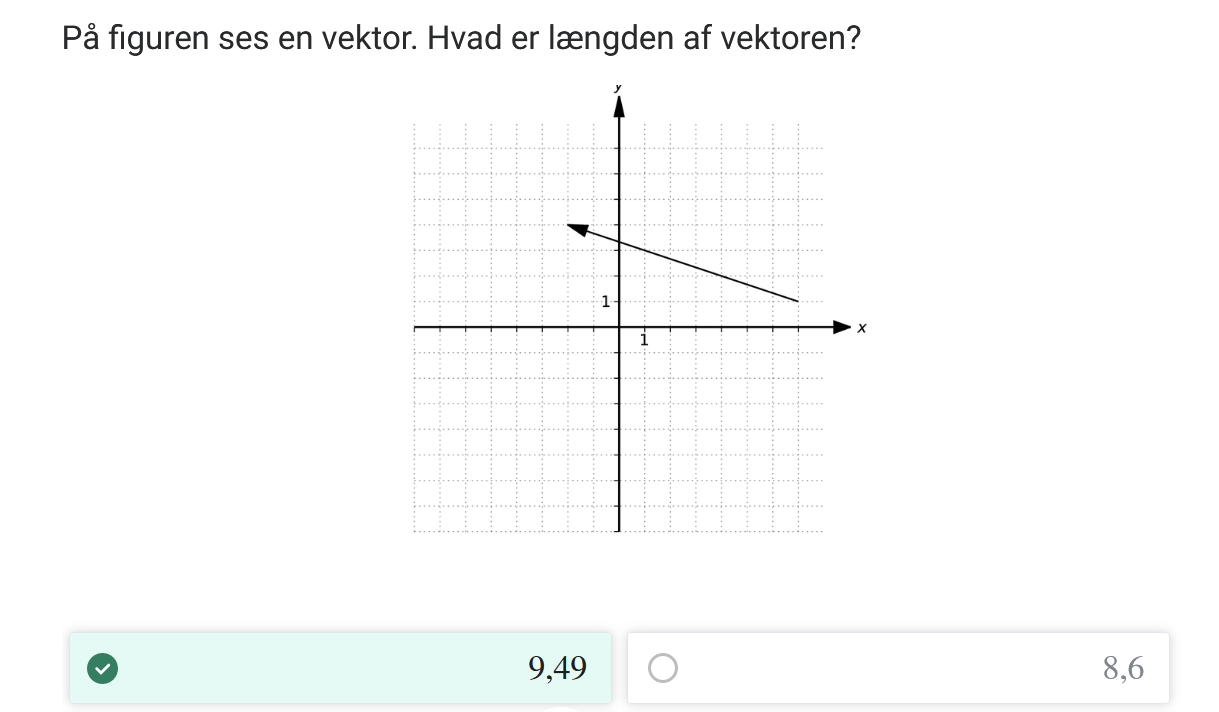 På figuren ses en vektor. Hvad er længden af vektoren?
y
1
x
1
9,49
8,6